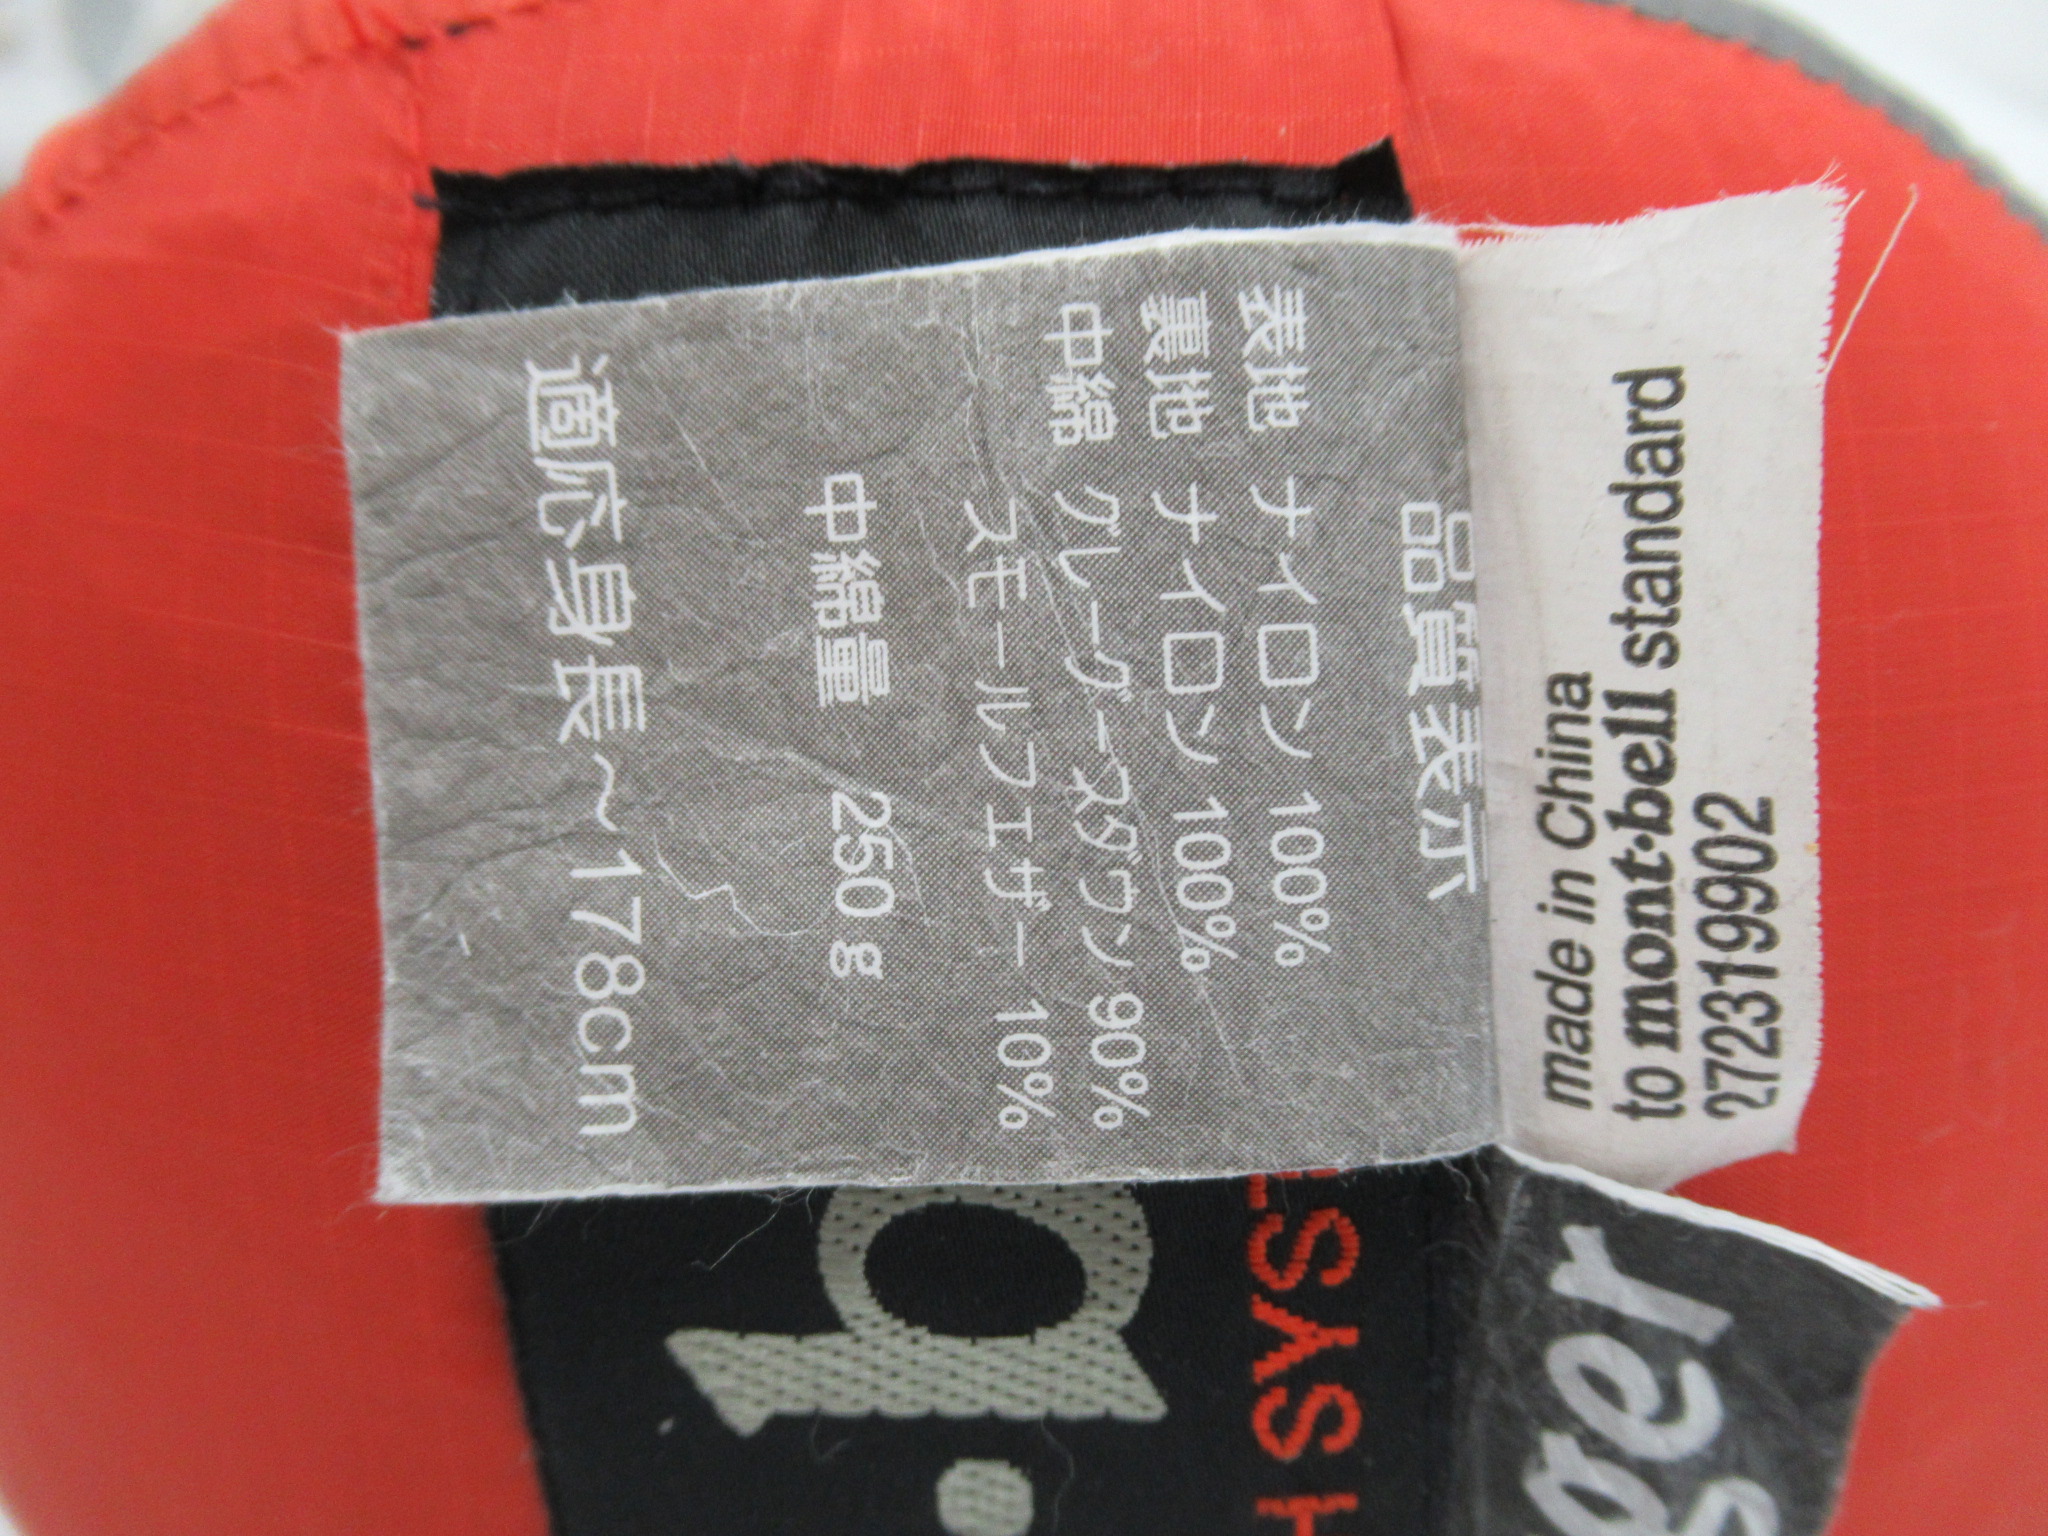 品質表示
表地 ナイロン 100%
裏地 ナイロン 100%
中綿 グレーグースダウン 90%
スモールフェザー 10%
中綿量 250g
適応身長~178cm
made in China
to mont·bell standard
272319902
H SYS
ger
b